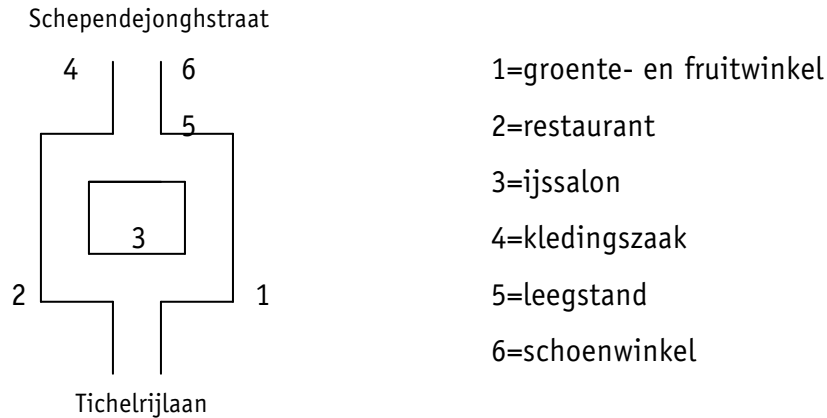 Schependejonghstraat
4 6
5
3
2 1
Tichelrijlaan
1=groente- en fruitwinkel
2=restaurant
3=ijssalon
4=kledingszaak
5=leegstand
6=schoenwinkel